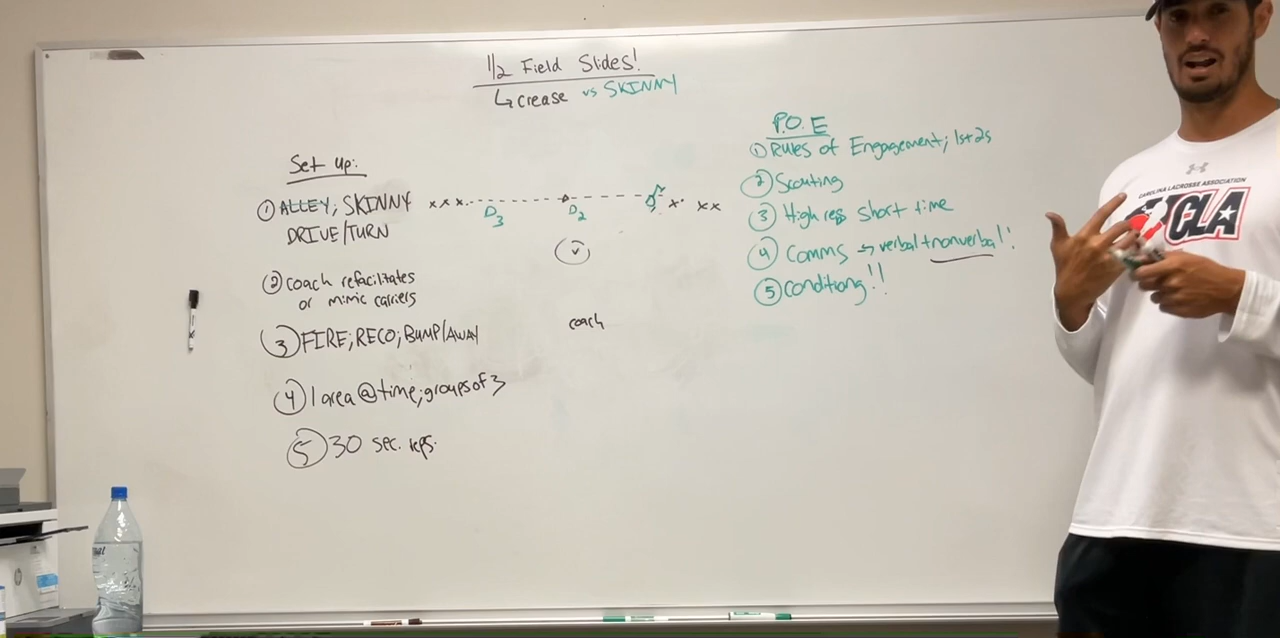 1/2 Field Slides!
↳ crease vs SKINNY
Set up:
① ALLEY; SKINNY
DRIVE/TURN
② coach refacilitates
or mimic carriers
③ FIRE; RECO; BUMP/AWAY
④ 1 area @ time; groups of 3
⑤ 30 sec. reps.
x x x
D3
D2
x x x
coach
P.O.E
① Rules of Engagement; 1st 2s
② Scouting
③ High reps short time
④ Comms → verbal + nonverbal!
⑤ conditiong!!
CAROLINA LACROSSE ASSOCIATION
CLA
hp